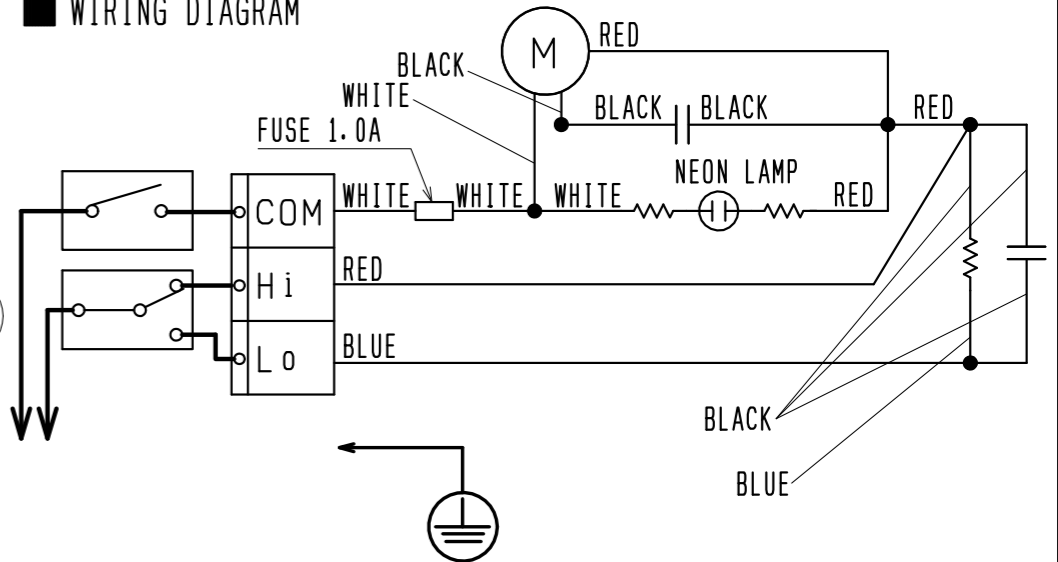 ■ WIRING DIAGRAM
M
RED
BLACK
WHITE
BLACK BLACK RED
FUSE 1.0A
NEON LAMP
COM WHITE WHITE WHITE RED
Hi RED
Lo BLUE
BLACK
BLUE